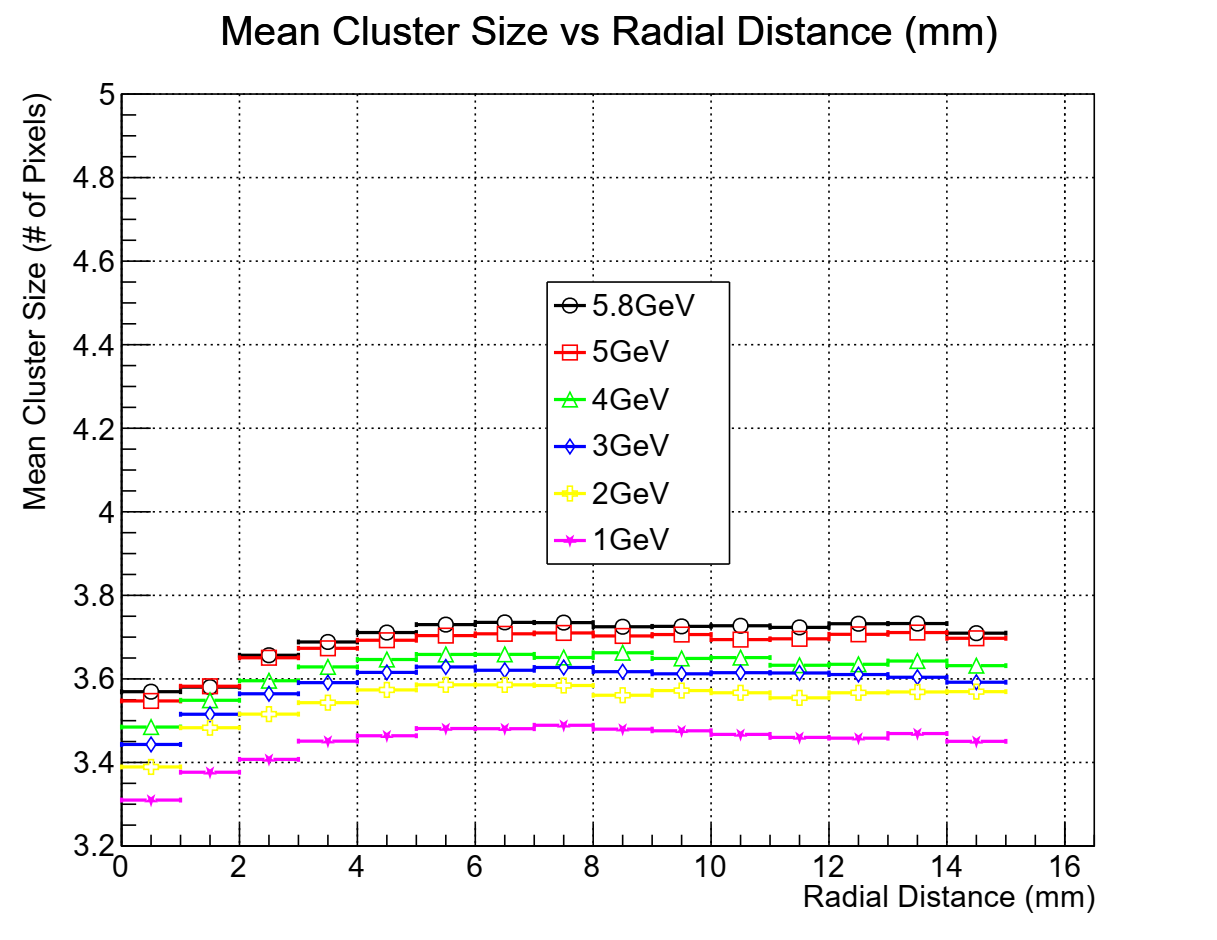 Mean Cluster Size vs Radial Distance (mm)
Mean Cluster Size (# of Pixels)
5
4.8
4.6
4.4
4.2
4
3.8
3.6
3.4
3.2
5.8GeV
5GeV
4GeV
3GeV
2GeV
1GeV
0 2 4 6 8 10 12 14 16
Radial Distance (mm)